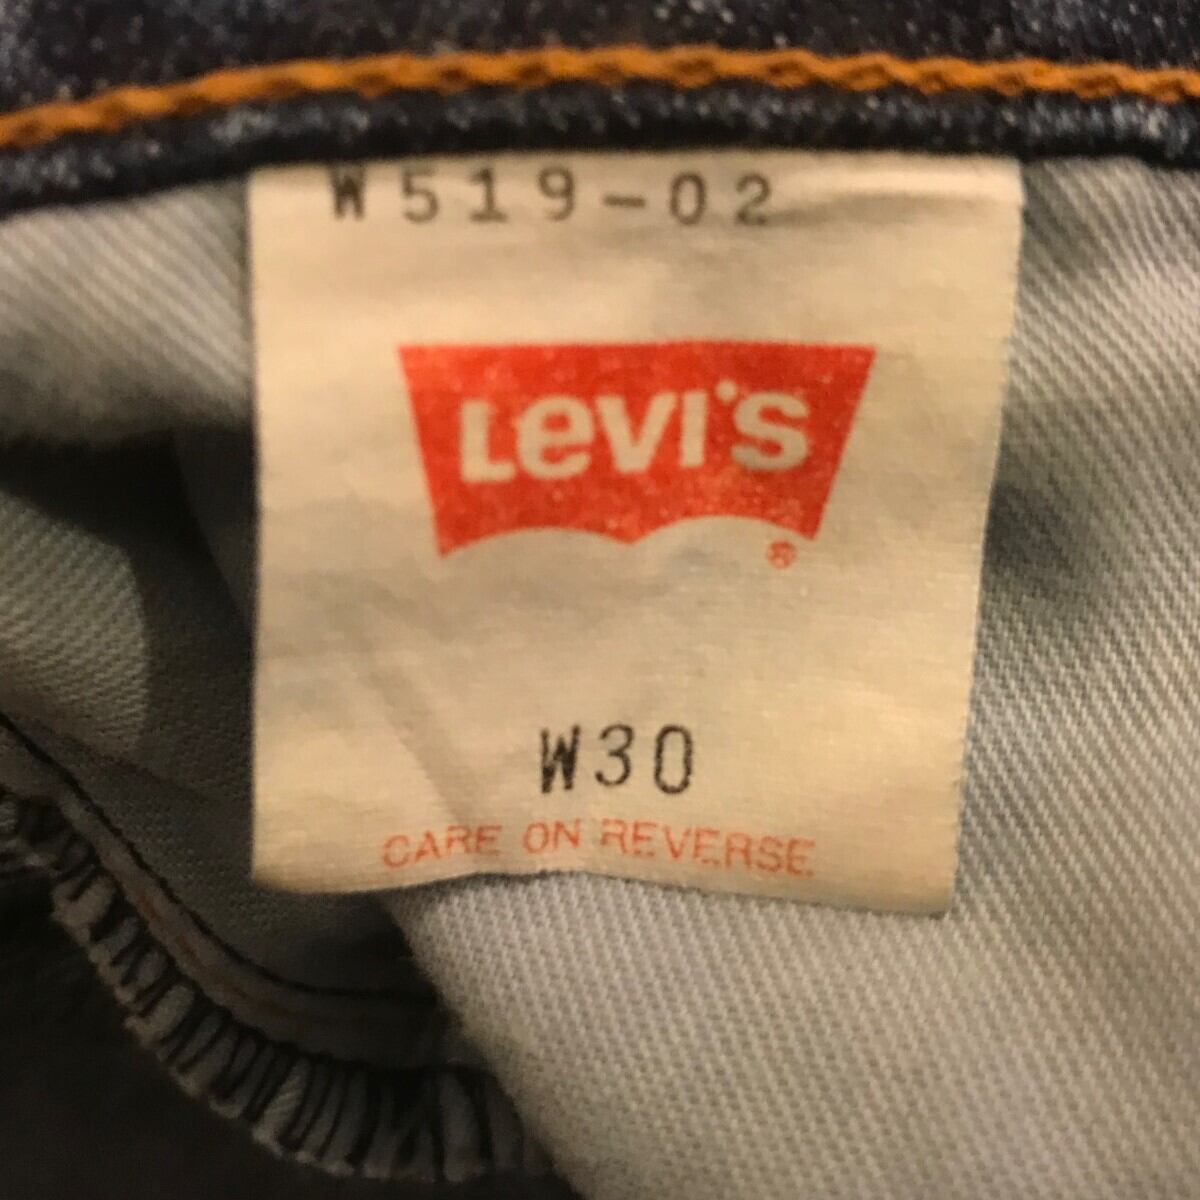 W519-02
LeVI'S
®
W30
CARE ON REVERSE